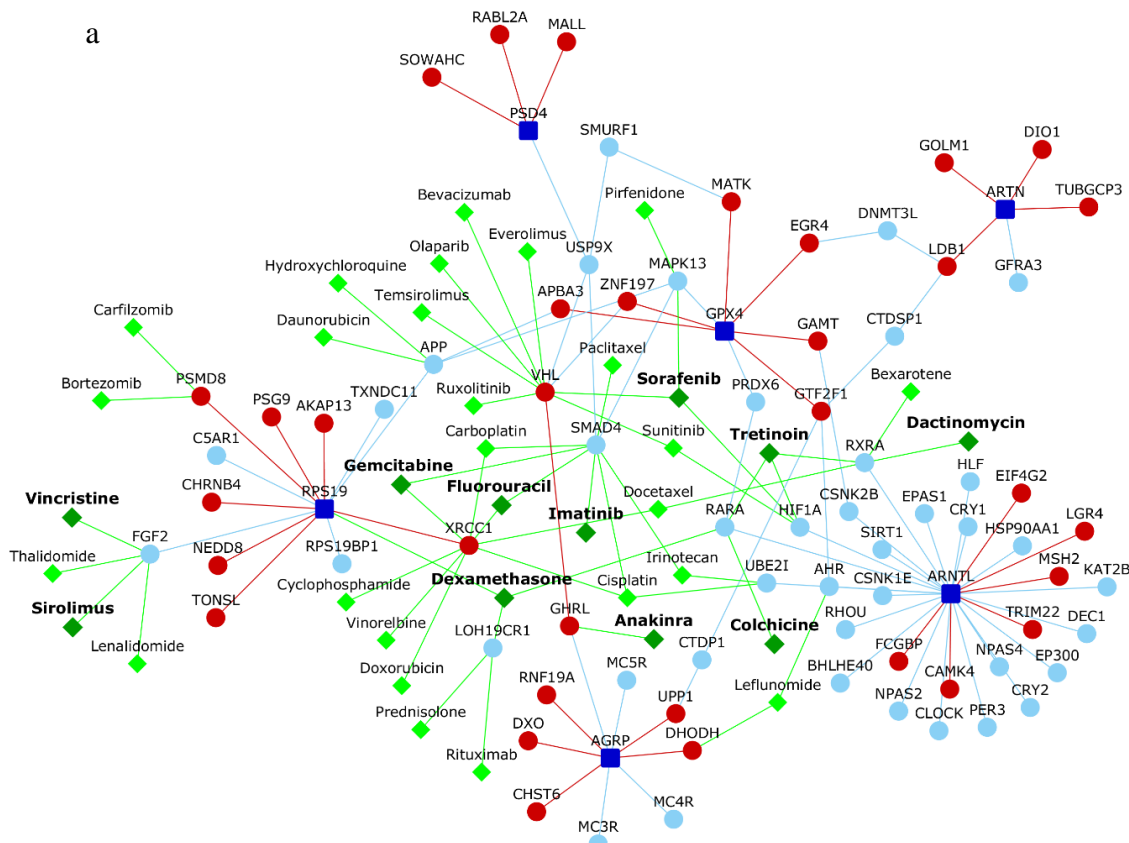 a
RABL2A
MALL
SOWAHC
PSD4
SMURF1
DIO1
GOLM1
ARTN
TUBGCP3
Bevacizumab
Pirfenidone
MATK
EGR4
DNMT3L
LDB1
Everolimus
Olaparib
USP9X
MAPK13
GFRA3
Hydroxychloroquine
ZNF197
APBA3
Temsirolimus
GPX4
GAMT
CTDSP1
Carfilzomib
Daunorubicin
APP
Paclitaxel
Bexarotene
VHL
Sorafenib
PRDX6
GTF2F1
Bortezomib
PSMD8
TXNDC11
Ruxolitinib
PSG9
AKAP13
Carboplatin
SMAD4
Sunitinib
Tretinoin
Dactinomycin
C5AR1
RXRA
HLF
Gemcitabine
EIF4G2
CHRNB4
RPS19
Fluorouracil
Docetaxel
CSNK2B
EPAS1
CRY1
Vincristine
Imatinib
RARA
HIF1A
LGR4
FGF2
XRCC1
SIRT1
HSP90AA1
NEDD8
RPS19BP1
Thalidomide
Irinotecan
MSH2
UBE2I
AHR
ARNTL
KAT2B
Cyclophosphamide
Dexamethasone
Cisplatin
CSNK1E
TONSL
Sirolimus
GHRL
Anakinra
Colchicine
RHOU
TRIM22
DEC1
Vinorelbine
LOH19CR1
CTDP1
FCGBP
NPAS4
Lenalidomide
EP300
Doxorubicin
RNF19A
MC5R
BHLHE40
CAMK4
UPP1
Leflunomide
NPAS2
CRY2
Prednisolone
DXO
AGRP
DHODH
CLOCK
PER3
Rituximab
CHST6
MC4R
MC3R